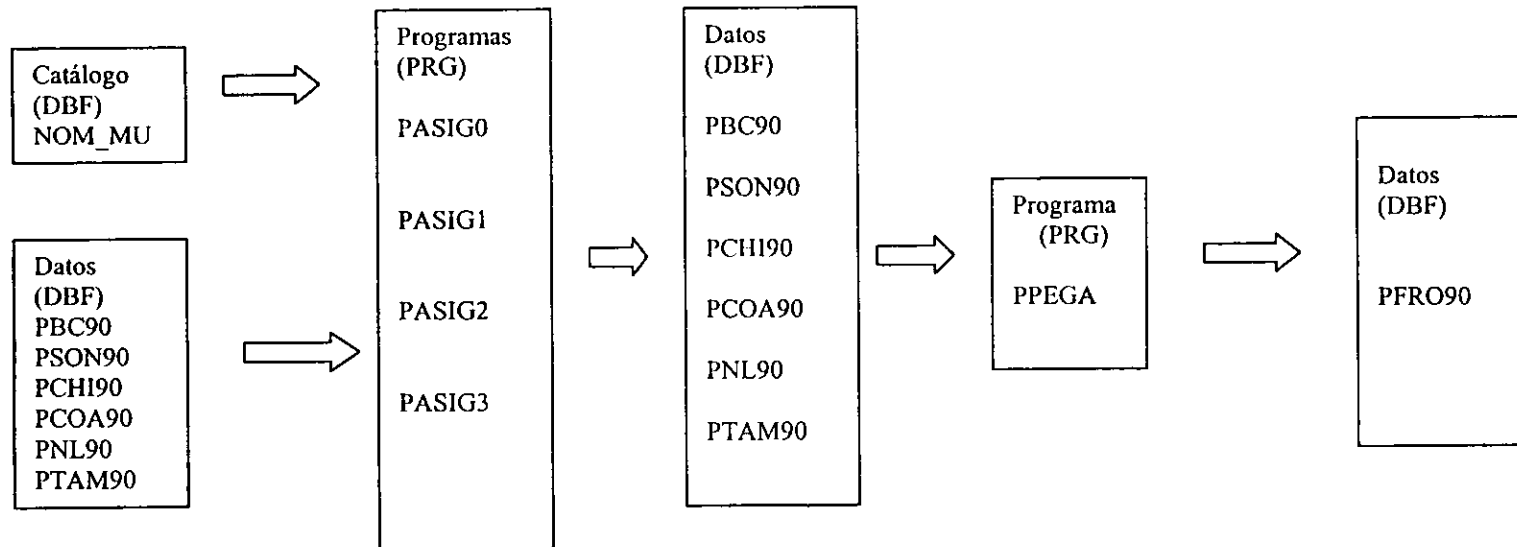 Catálogo
(DBF)
NOM_MU
Datos
(DBF)
PBC90
PSON90
PCHI90
PCOA90
PNL90
PTAM90
Programas
(PRG)
PASIG0
PASIG1
PASIG2
PASIG3
Datos
(DBF)
PBC90
PSON90
PCHI90
PCOA90
PNL90
PTAM90
Programa
(PRG)
PPEGA
Datos
(DBF)
PFRO90